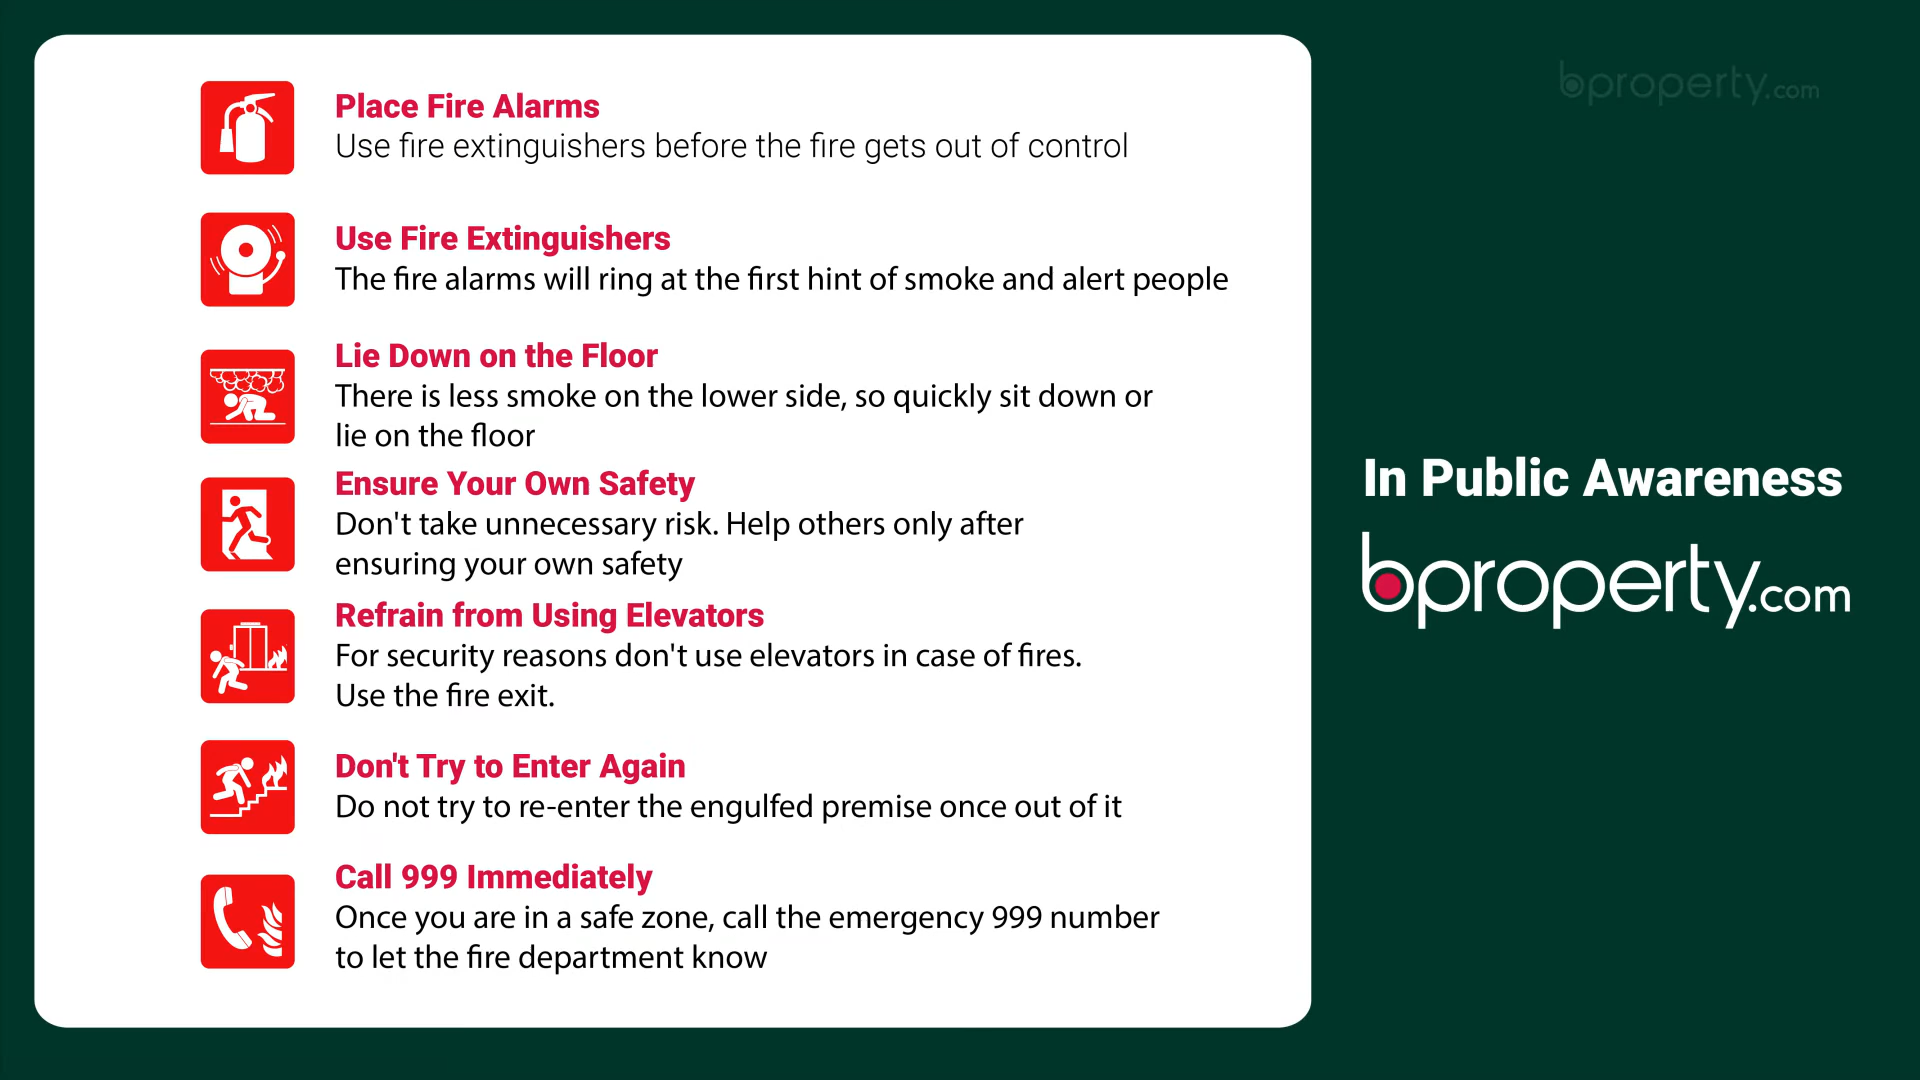 bproperty.com
Place Fire Alarms
Use fire extinguishers before the fire gets out of control
Use Fire Extinguishers
The fire alarms will ring at the first hint of smoke and alert people
Lie Down on the Floor
There is less smoke on the lower side, so quickly sit down or
lie on the floor
Ensure Your Own Safety
Don't take unnecessary risk. Help others only after
ensuring your own safety
Refrain from Using Elevators
For security reasons don't use elevators in case of fires.
Use the fire exit.
Don't Try to Enter Again
Do not try to re-enter the engulfed premise once out of it
Call 999 Immediately
Once you are in a safe zone, call the emergency 999 number
to let the fire department know
In Public Awareness
bproperty.com